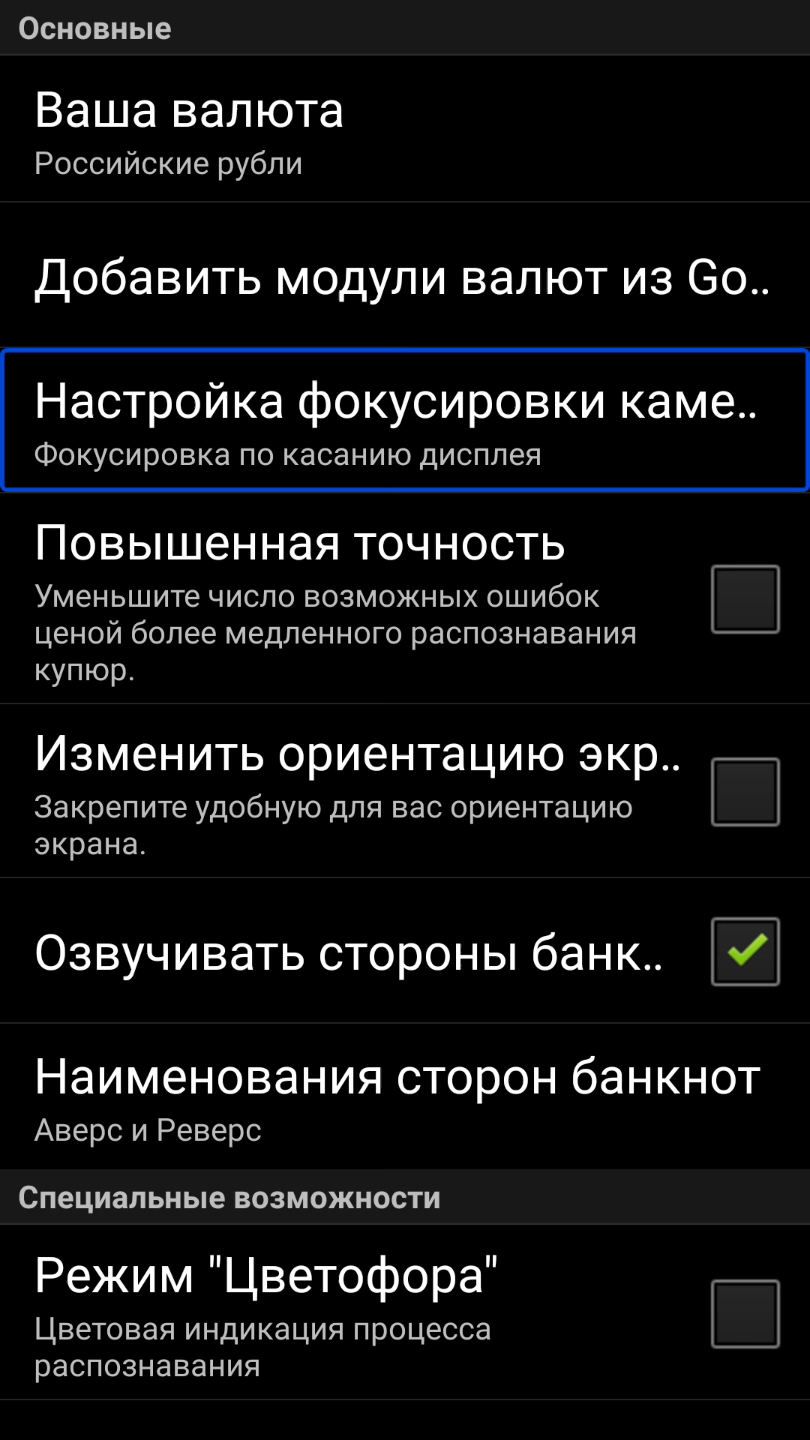 Основные
Ваша валюта
Российские рубли
Добавить модули валют из Go..
Настройка фокусировки каме..
Фокусировка по касанию дисплея
Повышенная точность
Уменьшите число возможных ошибок
ценой более медленного распознавания
купюр.
Изменить ориентацию экр..
Закрепите удобную для вас ориентацию
экрана.
Озвучивать стороны банк..
Наименования сторон банкнот
Аверс и Реверс
Специальные возможности
Режим "Цветофора"
Цветовая индикация процесса
распознавания